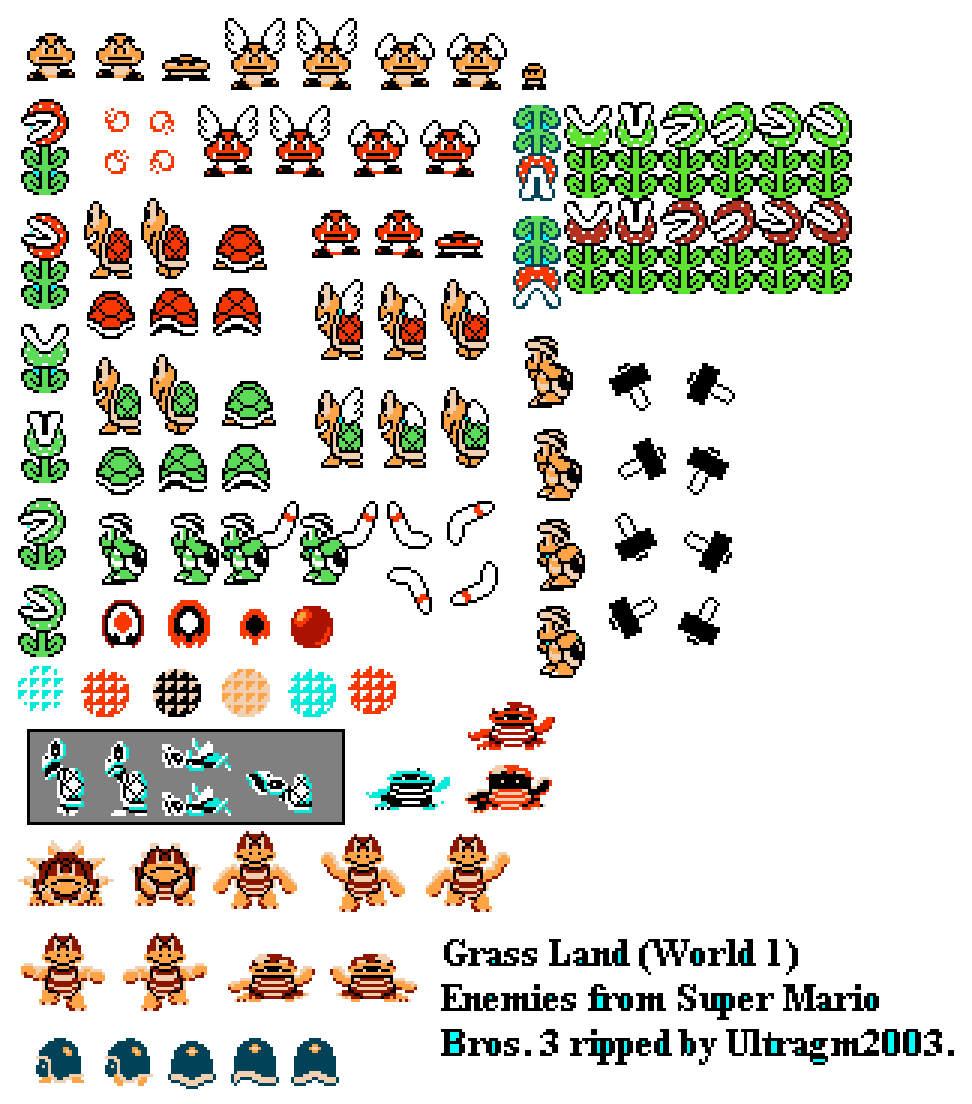 Grass Land (World 1)
Enemies from Super Mario
Bros. 3 ripped by Ultragm2003.